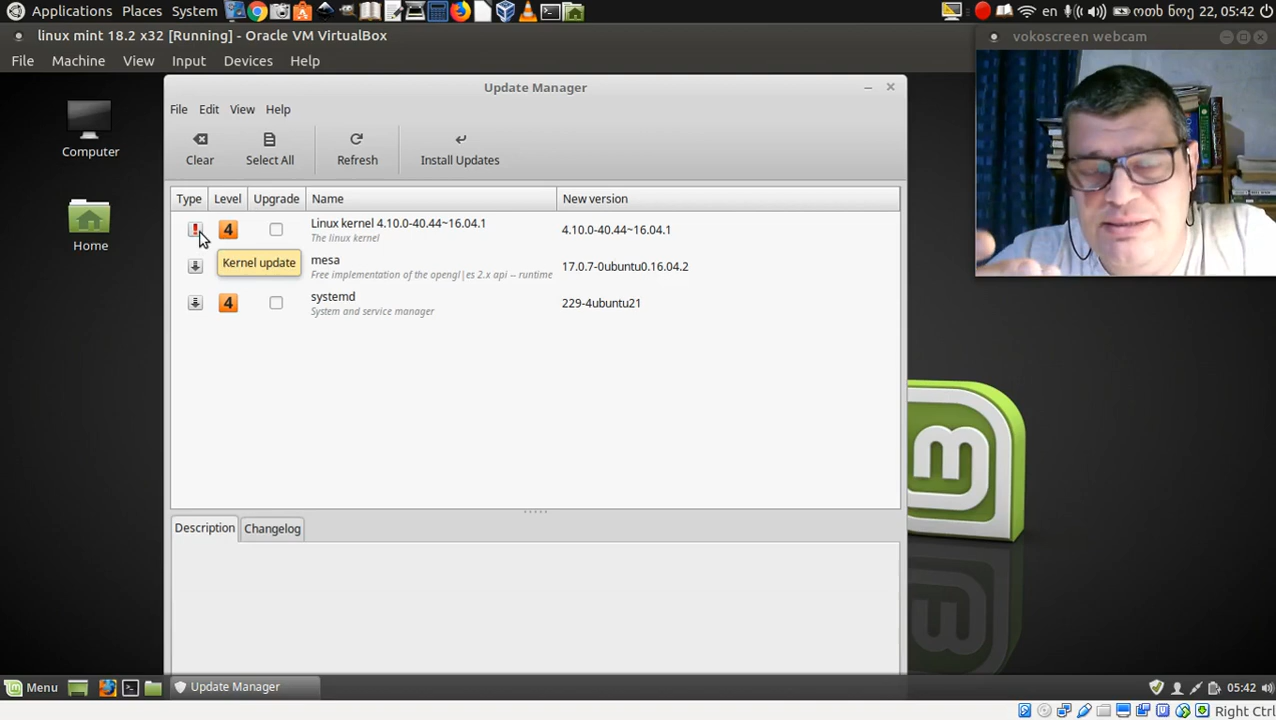 Applications Places System
en
ოთხ ნოე 22, 05:42
linux mint 18.2 x32 [Running] - Oracle VM VirtualBox
vokoscreen webcam
File Machine View Input Devices Help
Update Manager
File Edit View Help
Clear
Select All
Refresh
Install Updates
Type Level Upgrade Name New version
4
Linux kernel 4.10.0-40.44~16.04.1
4.10.0-40.44~16.04.1
The linux kernel
Kernel update
mesa
17.0.7-0ubuntu0.16.04.2
Free implementation of the opengl|es 2.x api -- runtime
4
systemd
229-4ubuntu21
System and service manager
Computer
Home
Description Changelog
Menu
Update Manager
05:42
Right Ctrl